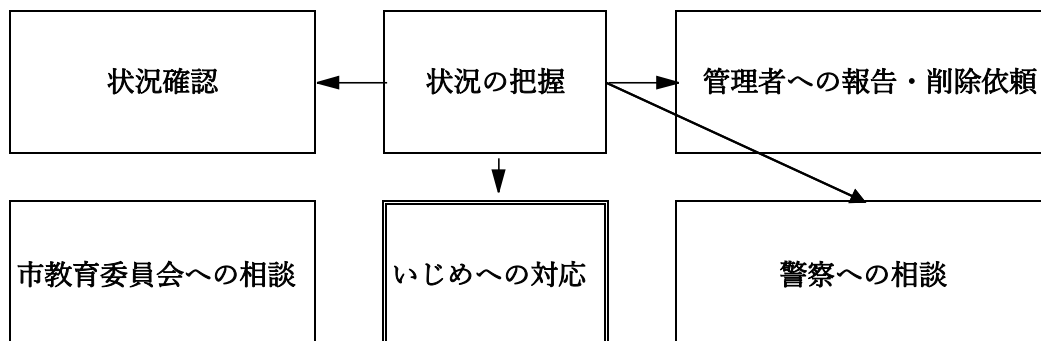 状況確認
状況の把握
管理者への報告・削除依頼
市教育委員会への相談
いじめへの対応
警察への相談